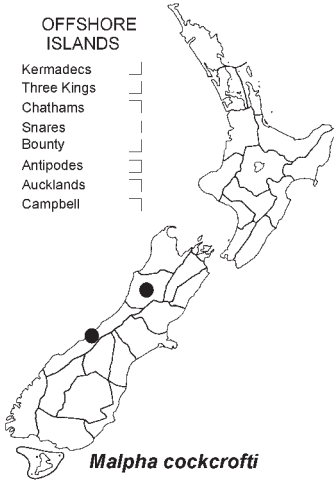 OFFSHORE
ISLANDS
Kermadecs
Three Kings
Chathams
Snares
Bounty
Antipodes
Aucklands
Campbell
Malpha cockcrofti